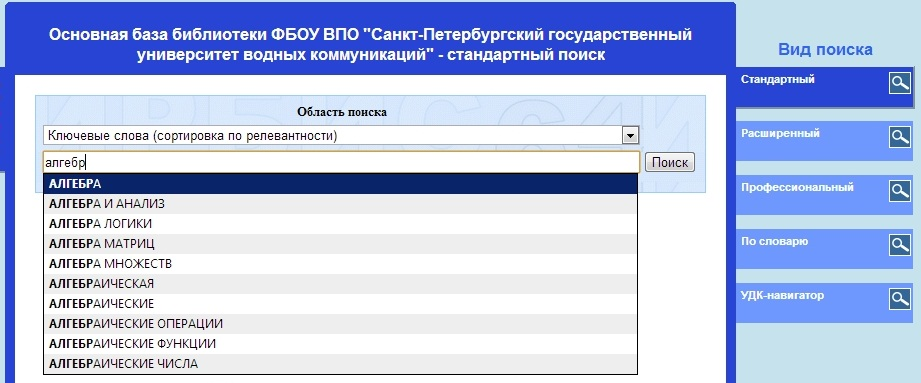 Основная база библиотеки ФБОУ ВПО "Санкт-Петербургский государственный
университет водных коммуникаций" - стандартный поиск
Область поиска
Ключевые слова (сортировка по релевантности)
алгебр
Поиск
АЛГЕБРА
АЛГЕБРА И АНАЛИЗ
АЛГЕБРА ЛОГИКИ
АЛГЕБРА МАТРИЦ
АЛГЕБРА МНОЖЕСТВ
АЛГЕБРАИЧЕСКАЯ
АЛГЕБРАИЧЕСКИЕ
АЛГЕБРАИЧЕСКИЕ ОПЕРАЦИИ
АЛГЕБРАИЧЕСКИЕ ФУНКЦИИ
АЛГЕБРАИЧЕСКИЕ ЧИСЛА
Вид поиска
Стандартный
Расширенный
Профессиональный
По словарю
УДК-навигатор